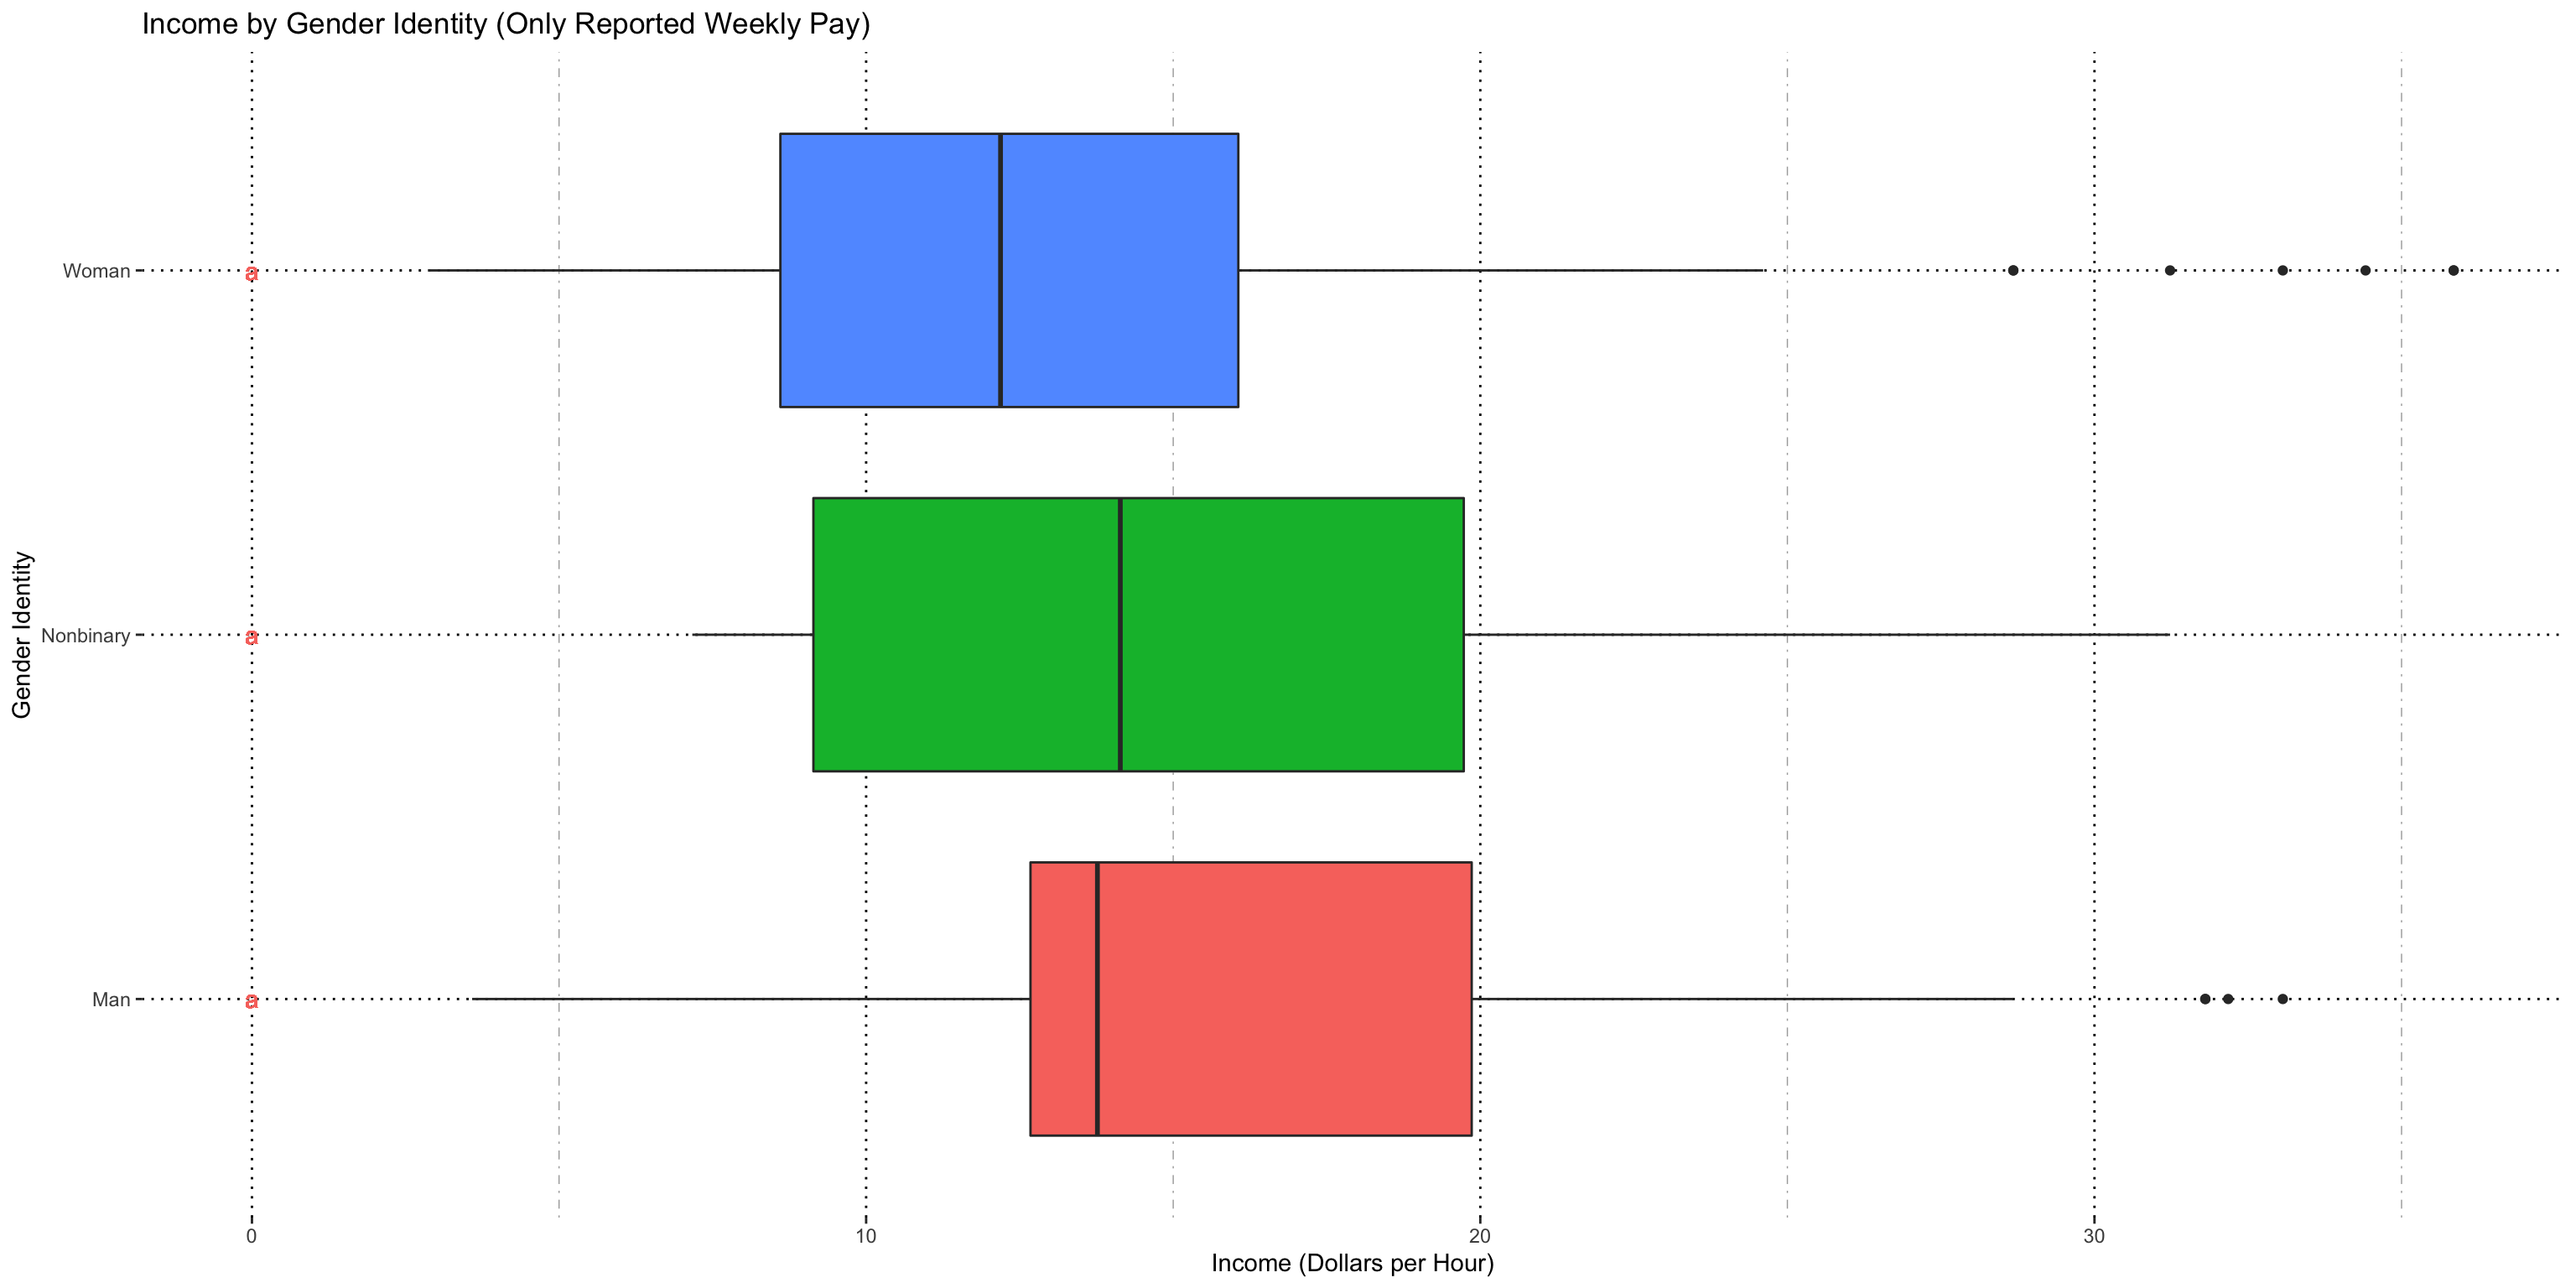 Income by Gender Identity (Only Reported Weekly Pay)
Woman
a
Nonbinary
a
Man
a
Gender Identity
0
10
20
30
Income (Dollars per Hour)